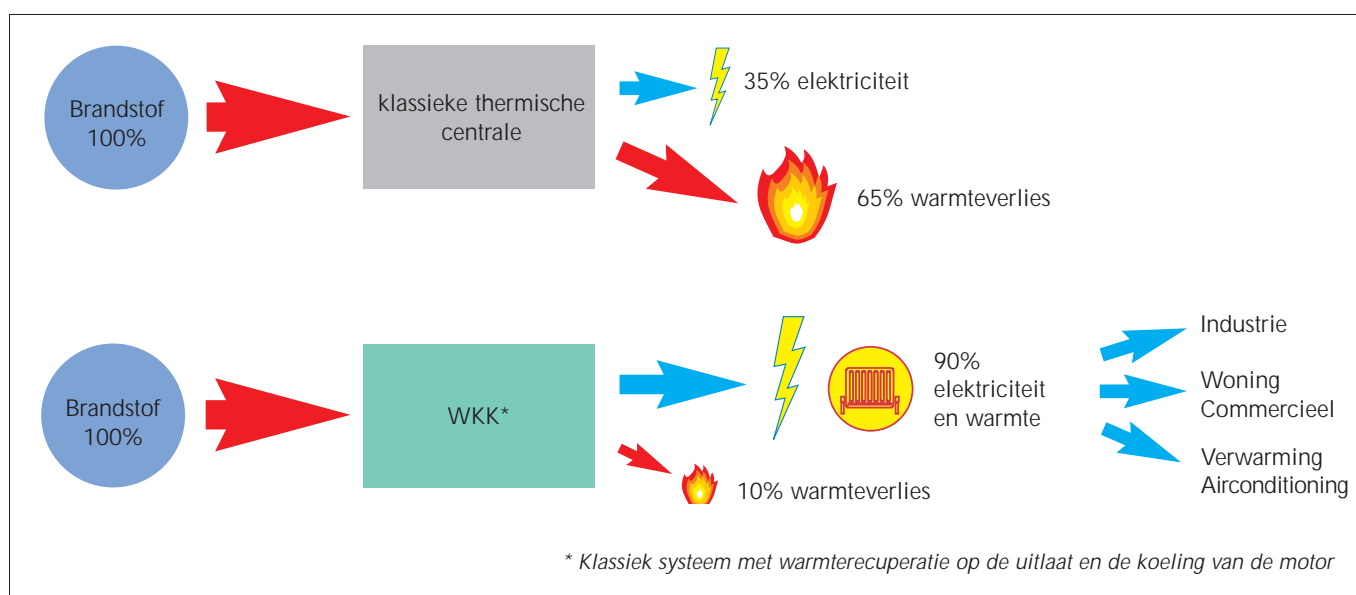 Brandstof
100%
klassieke thermische
centrale
35% elektriciteit
65% warmteverlies
Brandstof
100%
WKK*
90%
elektriciteit
en warmte
10% warmteverlies
Industrie
Woning
Commercieel
Verwarming
Airconditioning
* Klassiek systeem met warmterecuperatie op de uitlaat en de koeling van de motor